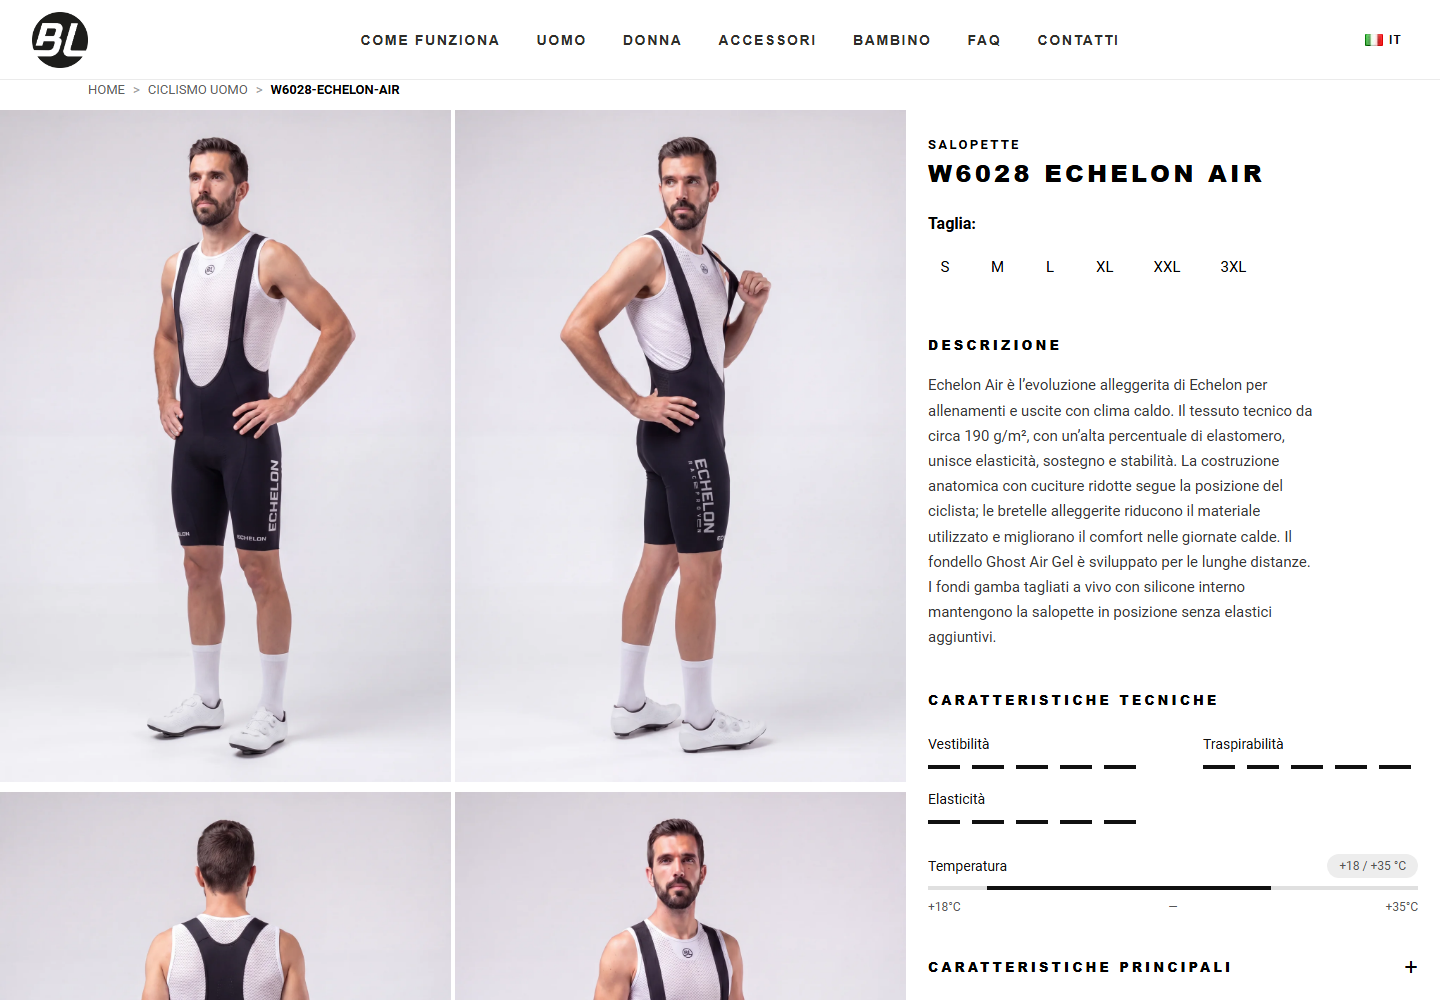 BL
COME FUNZIONA
UOMO
DONNA
ACCESSORI
BAMBINO
FAQ
CONTATTI
IT
HOME > CICLISMO UOMO > W6028-ECHELON-AIR
ECHELON
ECHELON
ECHELON
SALOPETTE
W6028 ECHELON AIR
Taglia:
S M L XL XXL 3XL
DESCRIZIONE
Echelon Air è l’evoluzione alleggerita di Echelon per
allenamenti e uscite con clima caldo. Il tessuto tecnico da
circa 190 g/m², con un’alta percentuale di elastomero,
unisce elasticità, sostegno e stabilità. La costruzione
anatomica con cuciture ridotte segue la posizione del
ciclista; le bretelle alleggerite riducono il materiale
utilizzato e migliorano il comfort nelle giornate calde. Il
fondello Ghost Air Gel è sviluppato per le lunghe distanze.
I fondi gamba tagliati a vivo con silicone interno
mantengono la salopette in posizione senza elastici
aggiuntivi.
CARATTERISTICHE TECNICHE
Vestibilità
Traspirabilità
Elasticità
Temperatura
+18 / +35 °C
+18°C — +35°C
CARATTERISTICHE PRINCIPALI +